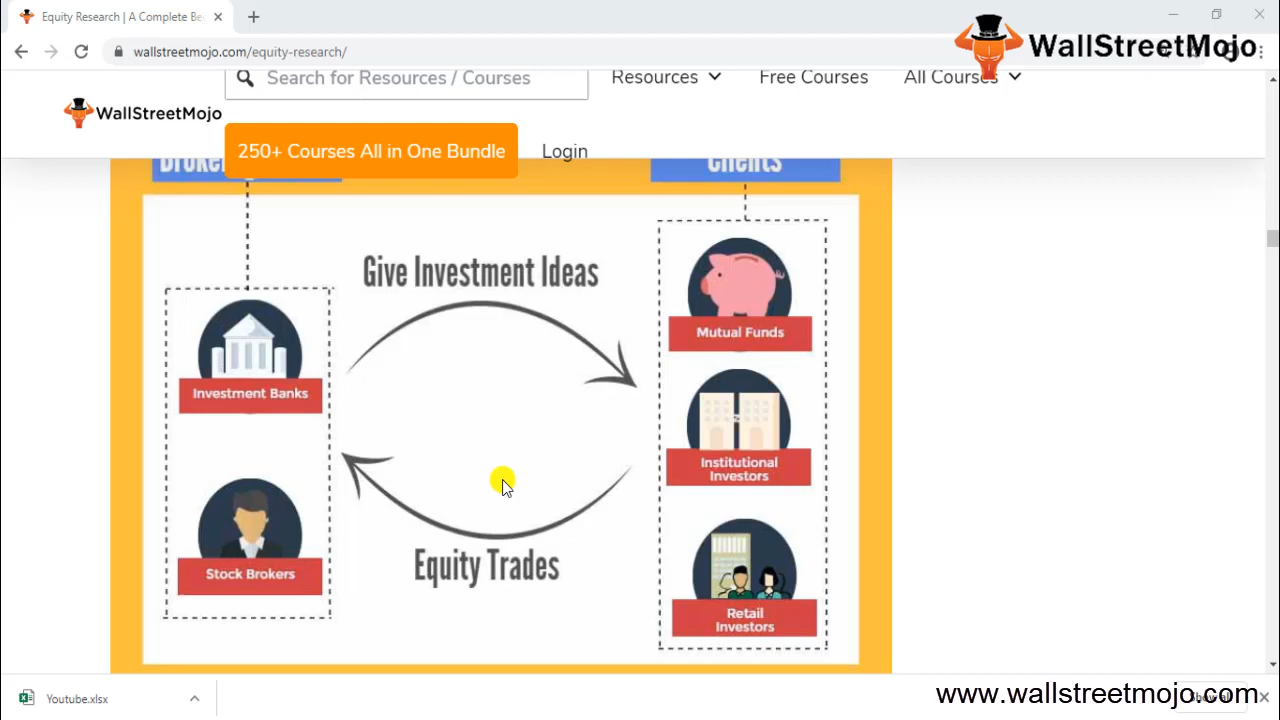 Equity Research | A Complete Be
wallstreetmojo.com/equity-research/
WallStreetMojo
Search for Resources / Courses
Resources
Free Courses
All Courses
WallStreetMojo
250+ Courses All in One Bundle
Login
Clients
Give Investment Ideas
Mutual Funds
Investment Banks
Institutional
Investors
Stock Brokers
Equity Trades
Retail
Investors
Youtube.xlsx
www.wallstreetmojo.com